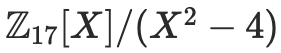 ℤ₁₇[X]/(X² − 4)